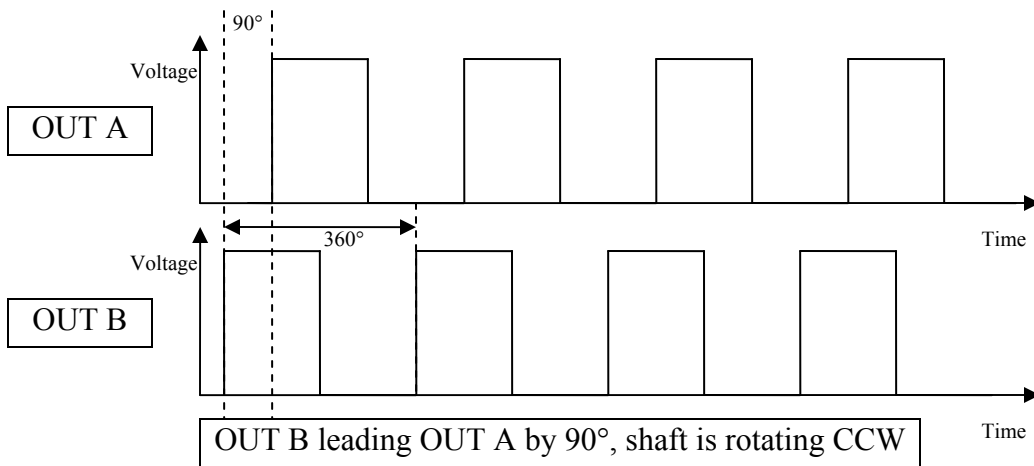 90°
Voltage
OUT A
Time
360°
Voltage
OUT B
Time
OUT B leading OUT A by 90°, shaft is rotating CCW